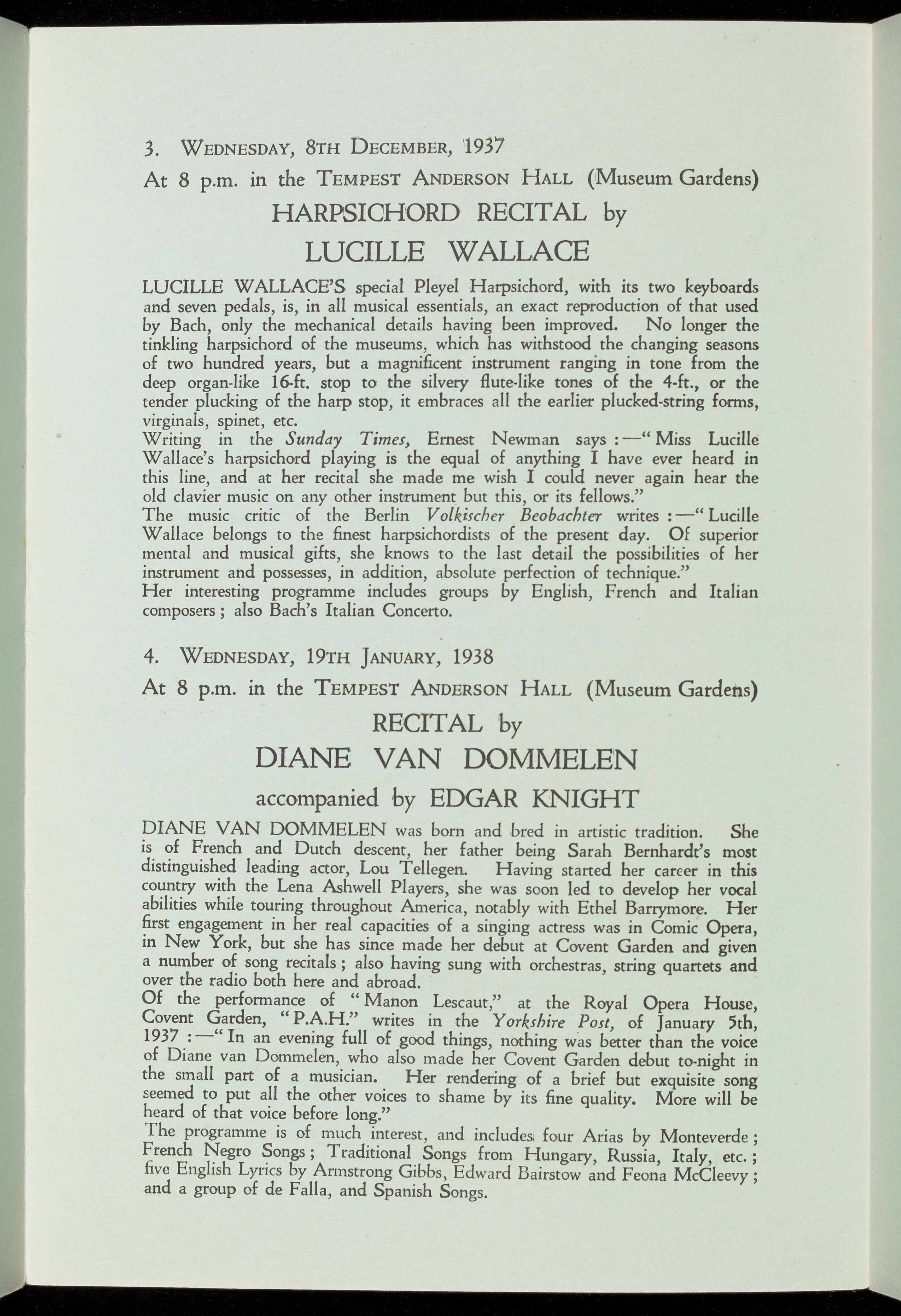 3. Wednesday, 8th December, 1937
At 8 p.m. in the Tempest Anderson Hall (Museum Gardens)
HARPSICHORD RECITAL by
LUCILLE WALLACE
LUCILLE WALLACE'S special Pleyel Harpsichord, with its two keyboards
and seven pedals, is, in all musical essentials, an exact reproduction of that used
by Bach, only the mechanical details having been improved. No longer the
tinkling harpsichord of the museums, which has withstood the changing seasons
of two hundred years, but a magnificent instrument ranging in tone from the
deep organ-like 16-ft. stop to the silvery flute-like tones of the 4-ft., or the
tender plucking of the harp stop, it embraces all the earlier plucked-string forms,
virginals, spinet, etc.
Writing in the Sunday Times, Ernest Newman says :—“ Miss Lucille
Wallace's harpsichord playing is the equal of anything I have ever heard in
this line, and at her recital she made me wish I could never again hear the
old clavier music on any other instrument but this, or its fellows.”
The music critic of the Berlin Volkischer Beobachter writes :—“ Lucille
Wallace belongs to the finest harpsichordists of the present day. Of superior
mental and musical gifts, she knows to the last detail the possibilities of her
instrument and possesses, in addition, absolute perfection of technique.”
Her interesting programme includes groups by English, French and Italian
composers ; also Bach's Italian Concerto.
4. Wednesday, 19th January, 1938
At 8 p.m. in the Tempest Anderson Hall (Museum Gardens)
RECITAL by
DIANE VAN DOMMELEN
accompanied by EDGAR KNIGHT
DIANE VAN DOMMELEN was born and bred in artistic tradition. She
is of French and Dutch descent, her father being Sarah Bernhardt's most
distinguished leading actor, Lou Tellegen. Having started her career in this
country with the Lena Ashwell Players, she was soon led to develop her vocal
abilities while touring throughout America, notably with Ethel Barrymore. Her
first engagement in her real capacities of a singing actress was in Comic Opera,
in New York, but she has since made her debut at Covent Garden and given
a number of song recitals ; also having sung with orchestras, string quartets and
over the radio both here and abroad.
Of the performance of “ Manon Lescaut,” at the Royal Opera House,
Covent Garden, “ P.A.H.” writes in the Yorkshire Post, of January 5th,
1937 :—“ In an evening full of good things, nothing was better than the voice
of Diane van Dommelen, who also made her Covent Garden debut to-night in
the small part of a musician. Her rendering of a brief but exquisite song
seemed to put all the other voices to shame by its fine quality. More will be
heard of that voice before long.”
The programme is of much interest, and includes four Arias by Monteverde ;
French Negro Songs ; Traditional Songs from Hungary, Russia, Italy, etc. ;
five English Lyrics by Armstrong Gibbs, Edward Bairstow and Feona McCleevy ;
and a group of de Falla, and Spanish Songs.